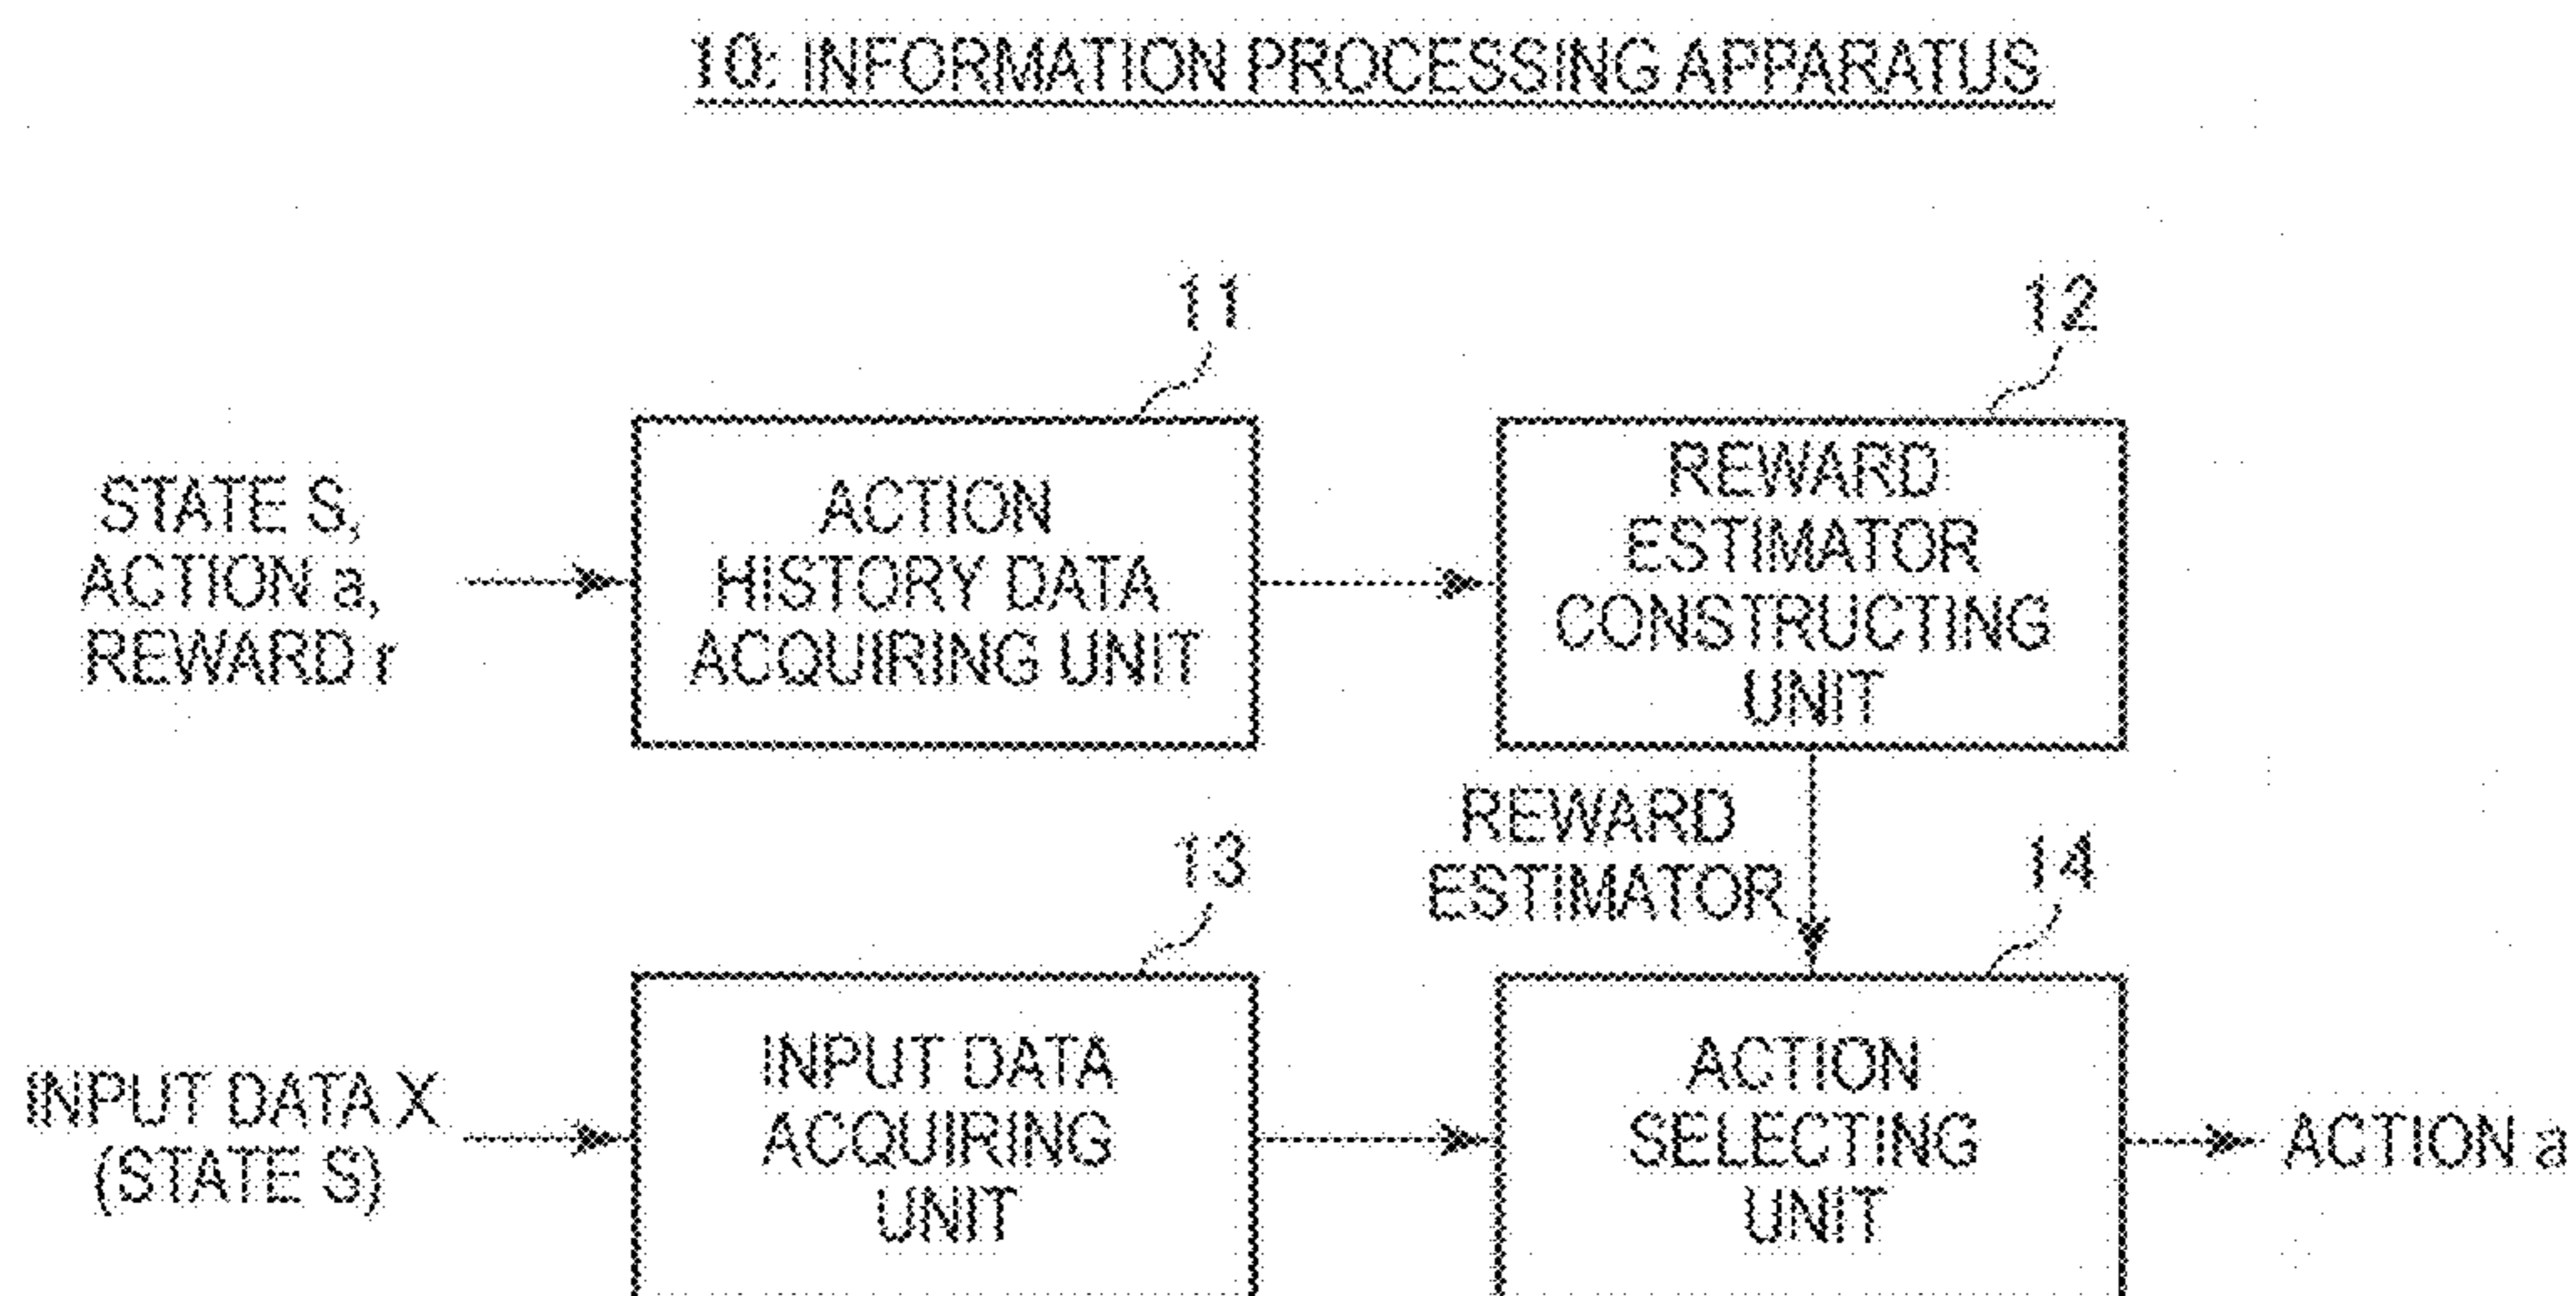 10: INFORMATION PROCESSING APPARATUS
11
12
STATE S,
ACTION a,
REWARD r
ACTION
HISTORY DATA
ACQUIRING UNIT
REWARD
ESTIMATOR
CONSTRUCTING
UNIT
REWARD
ESTIMATOR
13
14
INPUT DATA X
(STATE S)
INPUT DATA
ACQUIRING
UNIT
ACTION
SELECTING
UNIT
ACTION a